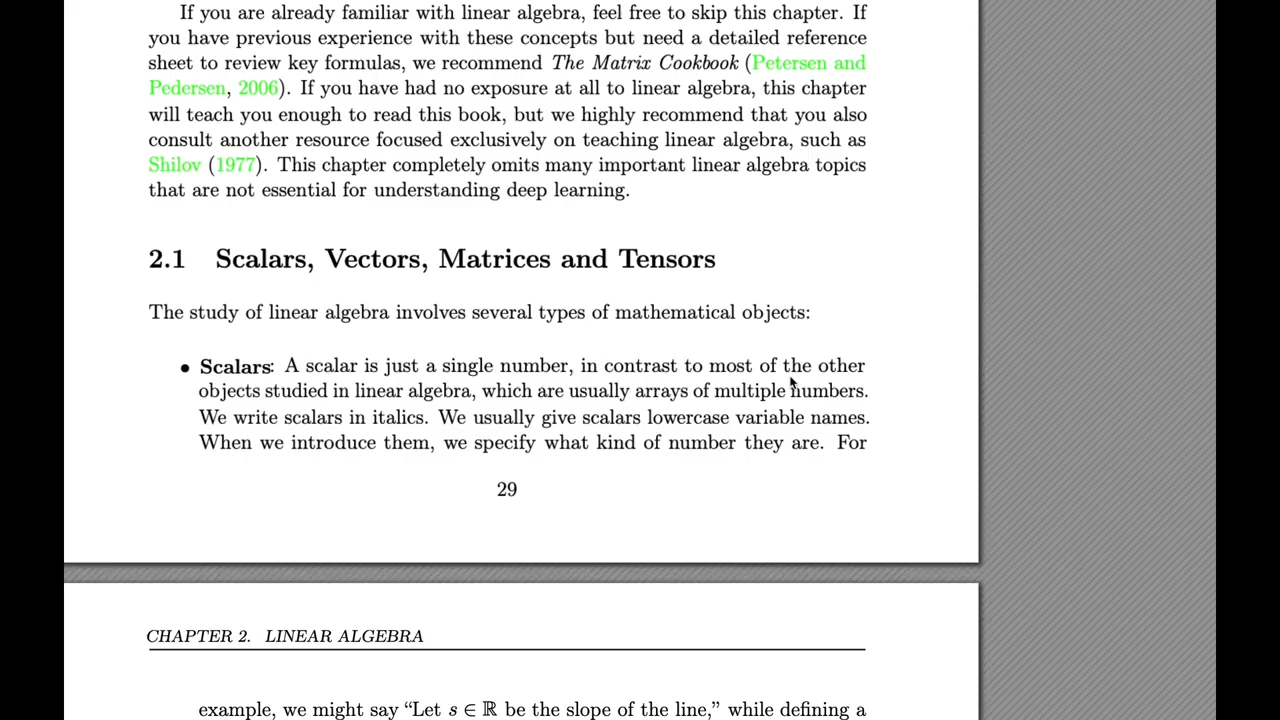 If you are already familiar with linear algebra, feel free to skip this chapter. If
you have previous experience with these concepts but need a detailed reference
sheet to review key formulas, we recommend The Matrix Cookbook (Petersen and
Pedersen, 2006). If you have had no exposure at all to linear algebra, this chapter
will teach you enough to read this book, but we highly recommend that you also
consult another resource focused exclusively on teaching linear algebra, such as
Shilov (1977). This chapter completely omits many important linear algebra topics
that are not essential for understanding deep learning.
2.1 Scalars, Vectors, Matrices and Tensors
The study of linear algebra involves several types of mathematical objects:
• Scalars: A scalar is just a single number, in contrast to most of the other
objects studied in linear algebra, which are usually arrays of multiple numbers.
We write scalars in italics. We usually give scalars lowercase variable names.
When we introduce them, we specify what kind of number they are. For
29
CHAPTER 2. LINEAR ALGEBRA
example, we might say “Let s ∈ ℝ be the slope of the line,” while defining a